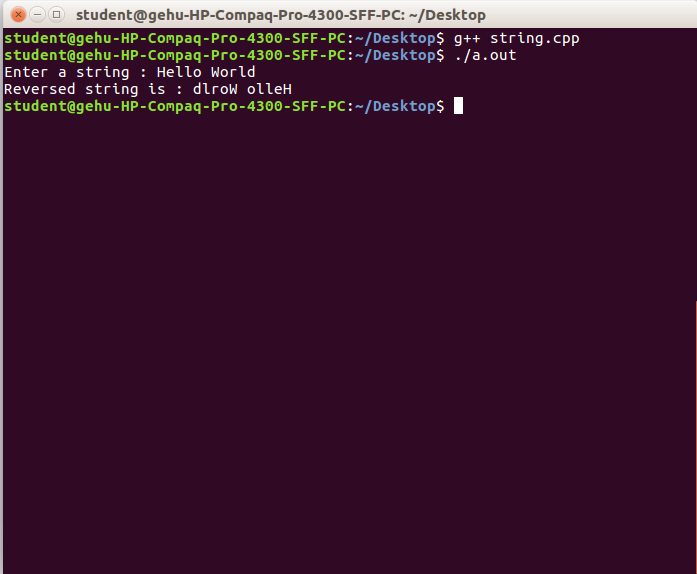 student@gehu-HP-Compaq-Pro-4300-SFF-PC: ~/Desktop
student@gehu-HP-Compaq-Pro-4300-SFF-PC:~/Desktop$ g++ string.cpp
student@gehu-HP-Compaq-Pro-4300-SFF-PC:~/Desktop$ ./a.out
Enter a string : Hello World
Reversed string is : dlroW olleH
student@gehu-HP-Compaq-Pro-4300-SFF-PC:~/Desktop$